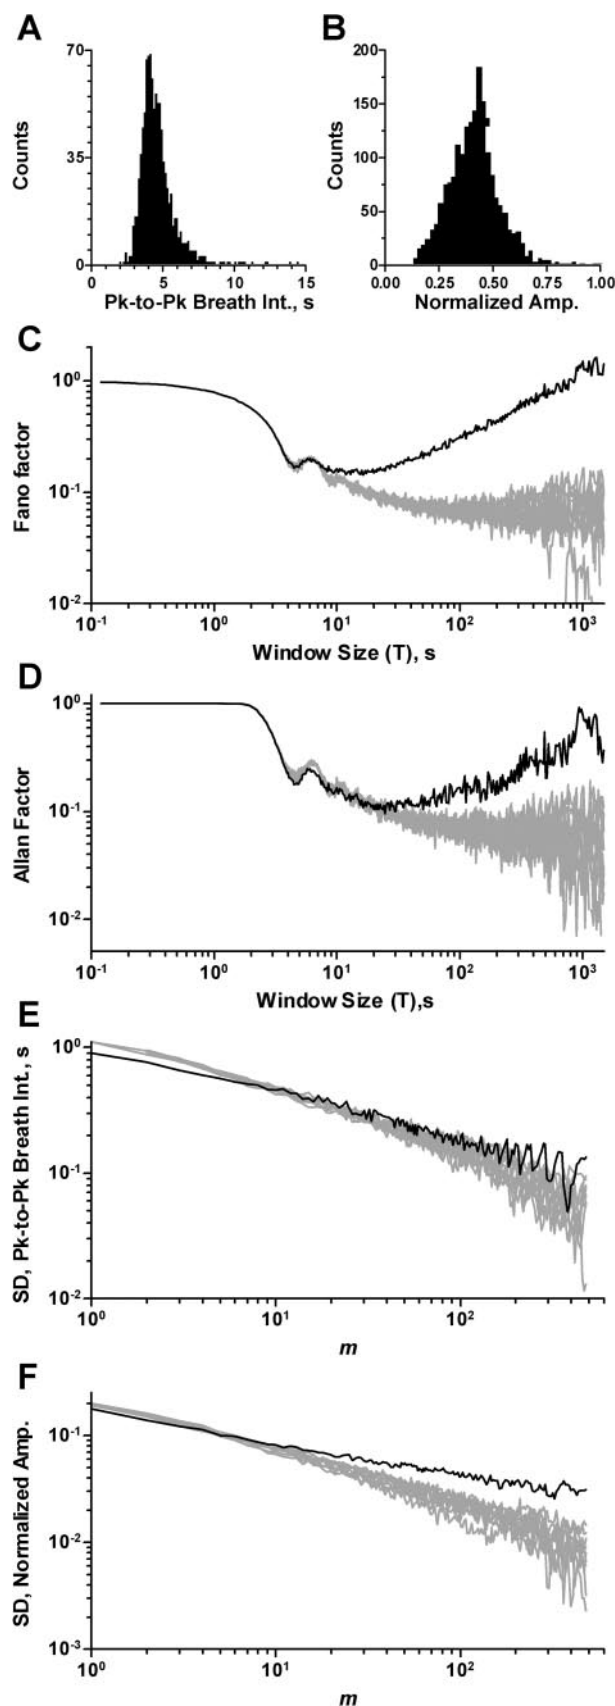 A
B
70
35
0
Counts
0 5 10 15
Pk-to-Pk Breath Int., s
200
150
100
50
0
Counts
0.00 0.25 0.50 0.75 1.00
Normalized Amp.
C
10⁰
10⁻¹
10⁻²
Fano factor
10⁻¹ 10⁰ 10¹ 10² 10³
Window Size (T), s
D
10⁰
10⁻¹
10⁻²
Allan Factor
10⁻¹ 10⁰ 10¹ 10² 10³
Window Size (T),s
E
10⁰
10⁻¹
10⁻²
SD, Pk-to-Pk Breath Int., s
10⁰ 10¹ 10²
m
F
10⁻¹
10⁻²
10⁻³
SD, Normalized Amp.
10⁰ 10¹ 10²
m